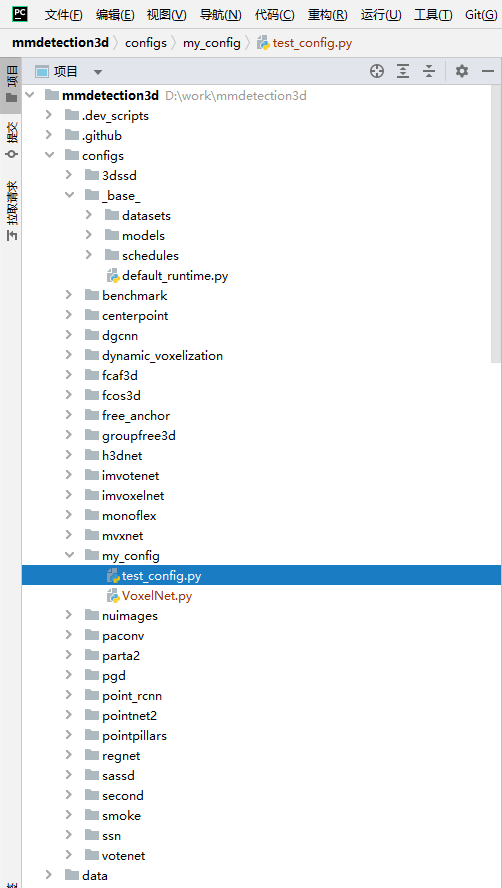 PC 文件(F) 编辑(E) 视图(V) 导航(N) 代码(C) 重构(R) 运行(U) 工具(T) Git(G)
mmdetection3d configs my_config test_config.py
项目
提交
拉取请求
项目
mmdetection3d D:\work\mmdetection3d
.dev_scripts
.github
configs
3dssd
_base_
datasets
models
schedules
default_runtime.py
benchmark
centerpoint
dgcnn
dynamic_voxelization
fcaf3d
fcos3d
free_anchor
groupfree3d
h3dnet
imvotenet
imvoxelnet
monoflex
mvxnet
my_config
test_config.py
VoxelNet.py
nuimages
paconv
parta2
pgd
point_rcnn
pointnet2
pointpillars
regnet
sassd
second
smoke
ssn
votenet
data